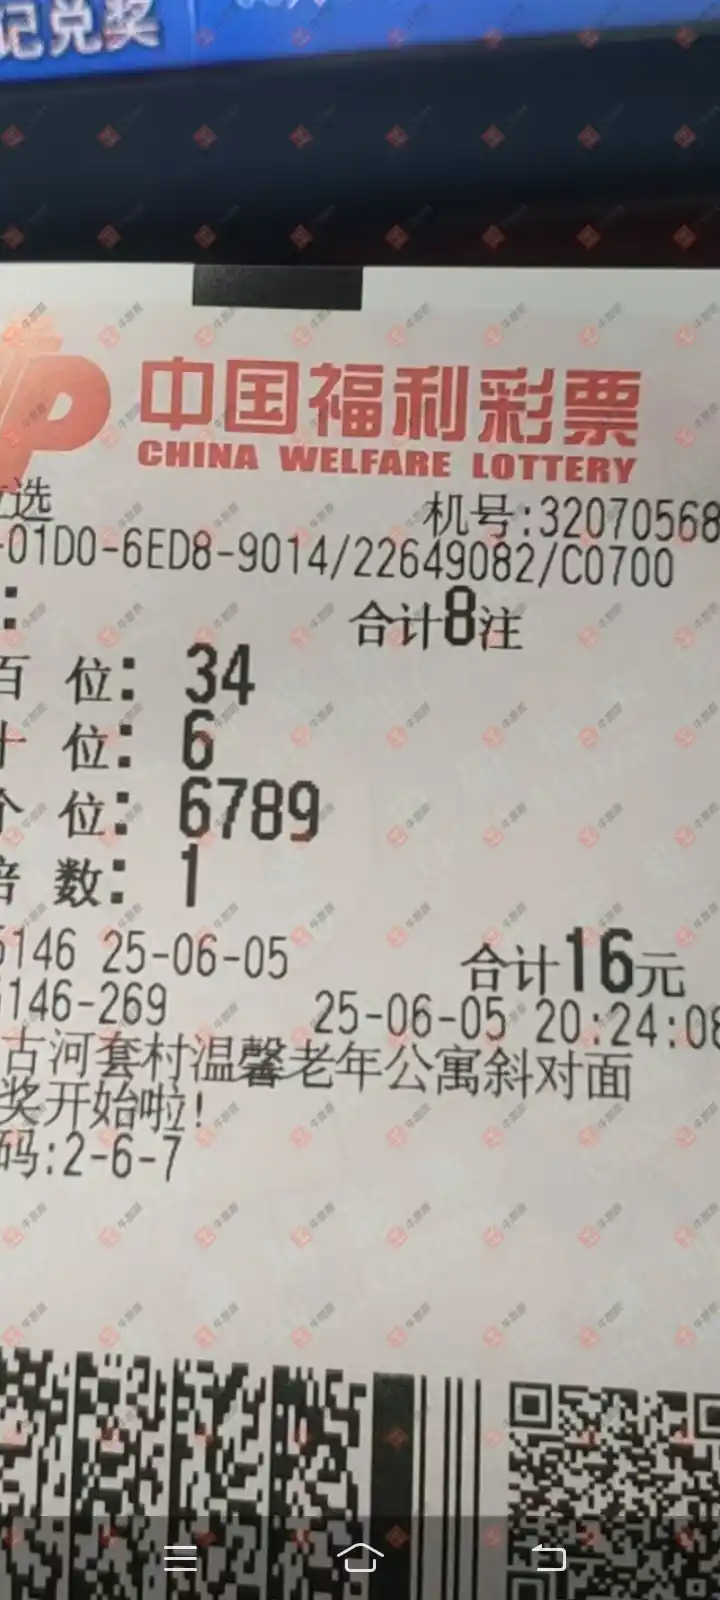 记兑奖
中国福利彩票
CHINA WELFARE LOTTERY
位选
机号:32070568
-01D0-6ED8-9014/22649082/C0700
:
合计8注
百 位: 34
十 位: 6
个 位: 6789
倍 数: 1
5146 25-06-05
合计16元
146-269
25-06-05 20:24:08
古河套村温馨老年公寓斜对面
奖开始啦!
码:2-6-7